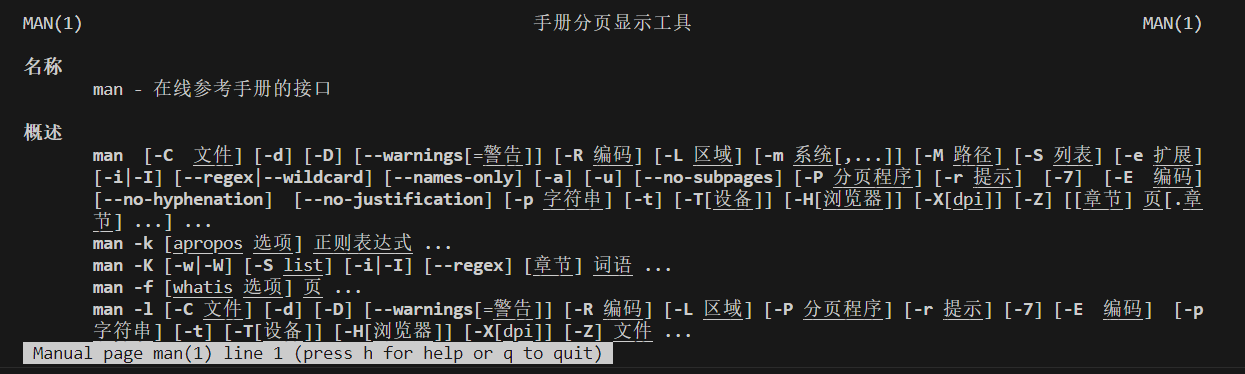 MAN(1) 手册分页显示工具 MAN(1)
名称
man - 在线参考手册的接口
概述
man [-C 文件] [-d] [-D] [--warnings[=警告]] [-R 编码] [-L 区域] [-m 系统[,...]] [-M 路径] [-S 列表] [-e 扩展]
[-i|-I] [--regex|--wildcard] [--names-only] [-a] [-u] [--no-subpages] [-P 分页程序] [-r 提示] [-7] [-E 编码]
[--no-hyphenation] [--no-justification] [-p 字符串] [-t] [-T[设备]] [-H[浏览器]] [-X[dpi]] [-Z] [[章节] 页[.章
节] ...] ...
man -k [apropos 选项] 正则表达式 ...
man -K [-w|-W] [-S list] [-i|-I] [--regex] [章节] 词语 ...
man -f [whatis 选项] 页 ...
man -l [-C 文件] [-d] [-D] [--warnings[=警告]] [-R 编码] [-L 区域] [-P 分页程序] [-r 提示] [-7] [-E 编码] [-p
字符串] [-t] [-T[设备]] [-H[浏览器]] [-X[dpi]] [-Z] 文件 ...
Manual page man(1) line 1 (press h for help or q to quit)